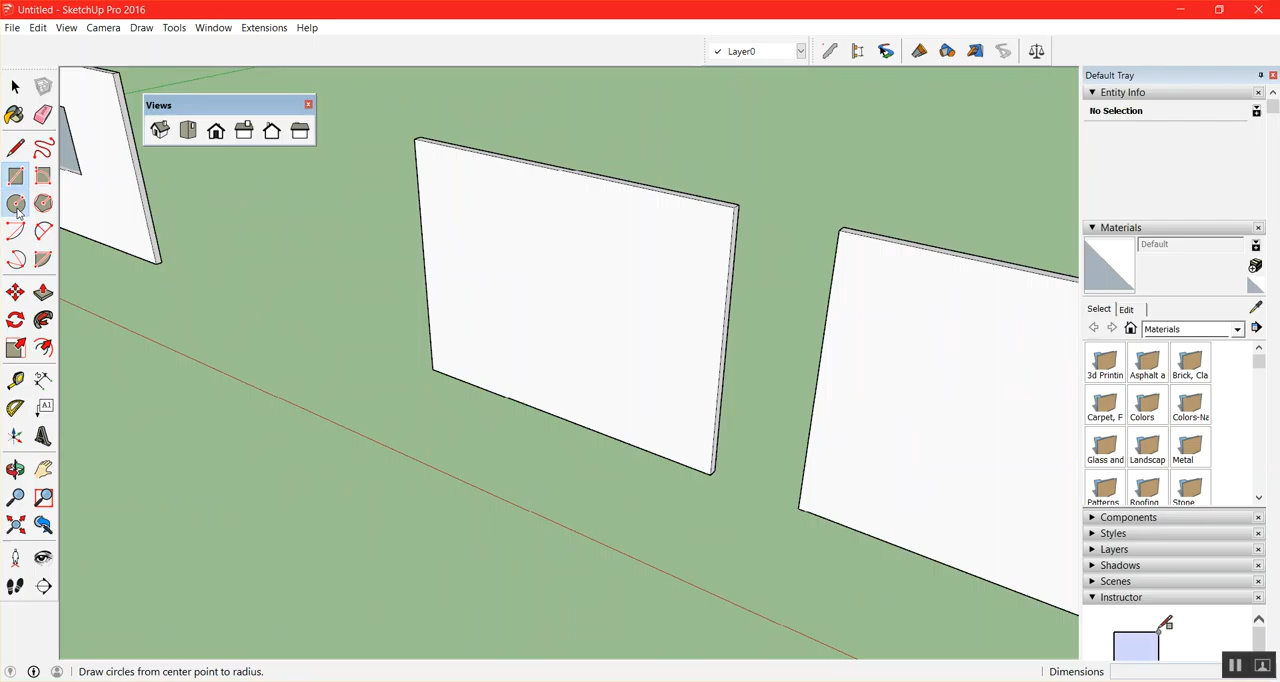 Untitled - SketchUp Pro 2016
File Edit View Camera Draw Tools Window Extensions Help
Layer0
Default Tray
Views
Entity Info
No Selection
Materials
Default
Select Edit
Materials
3d Printin Asphalt a Brick, Cla
Carpet, F Colors Colors-Na
Glass and Landscap Metal
Patterns Roofing Stone
A1
Components
Styles
Layers
Shadows
Scenes
Instructor
Draw circles from center point to radius.
Dimensions